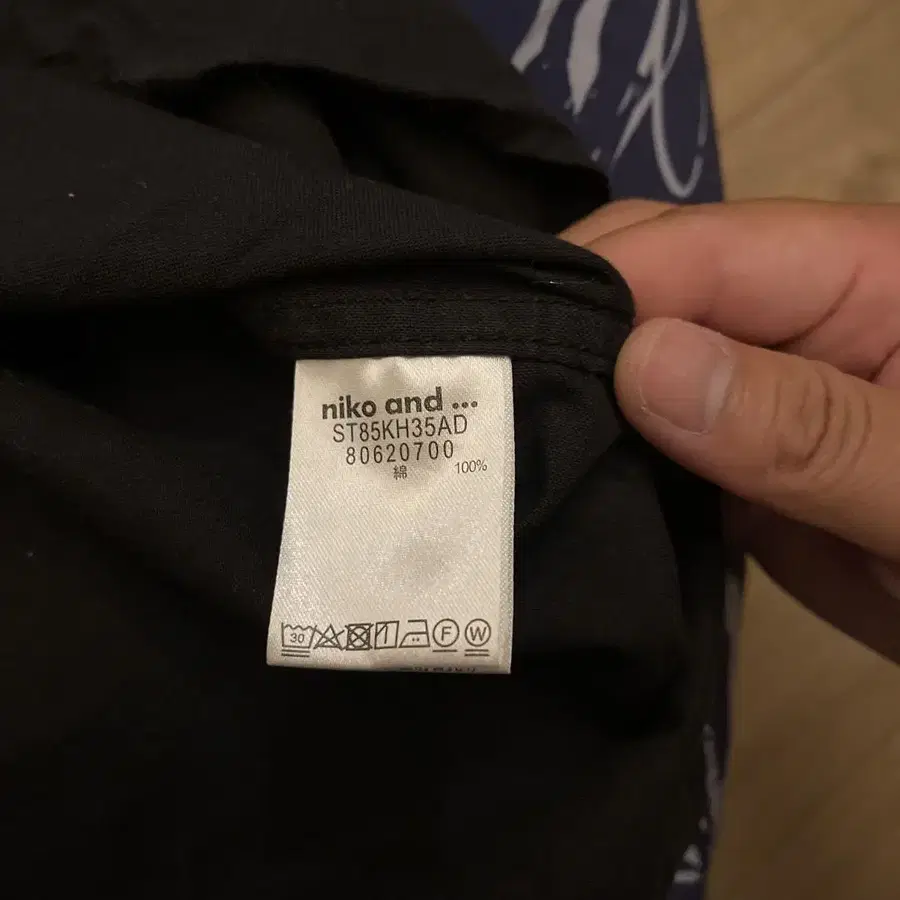 niko and ...
ST85KH35AD
80620700
綿 100%
30 F W